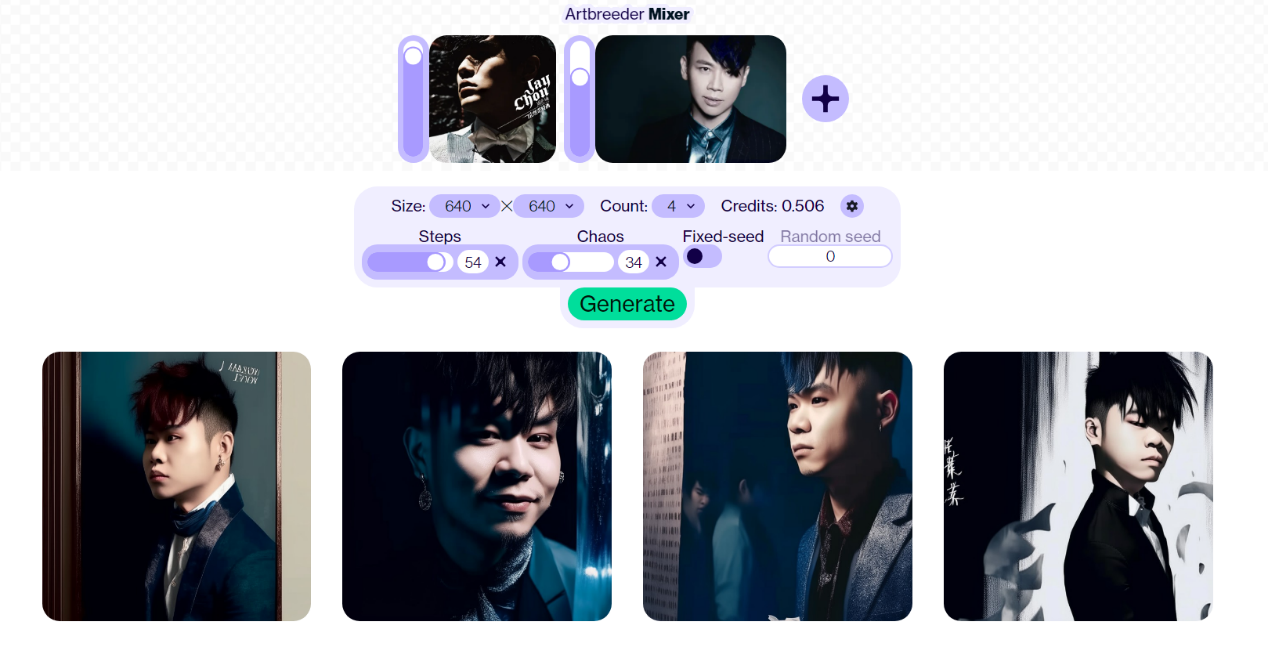 Artbreeder Mixer
Jay
Chou
Size: 640 × 640 Count: 4 Credits: 0.506
Steps Chaos Fixed-seed Random seed
54 34 0
Generate